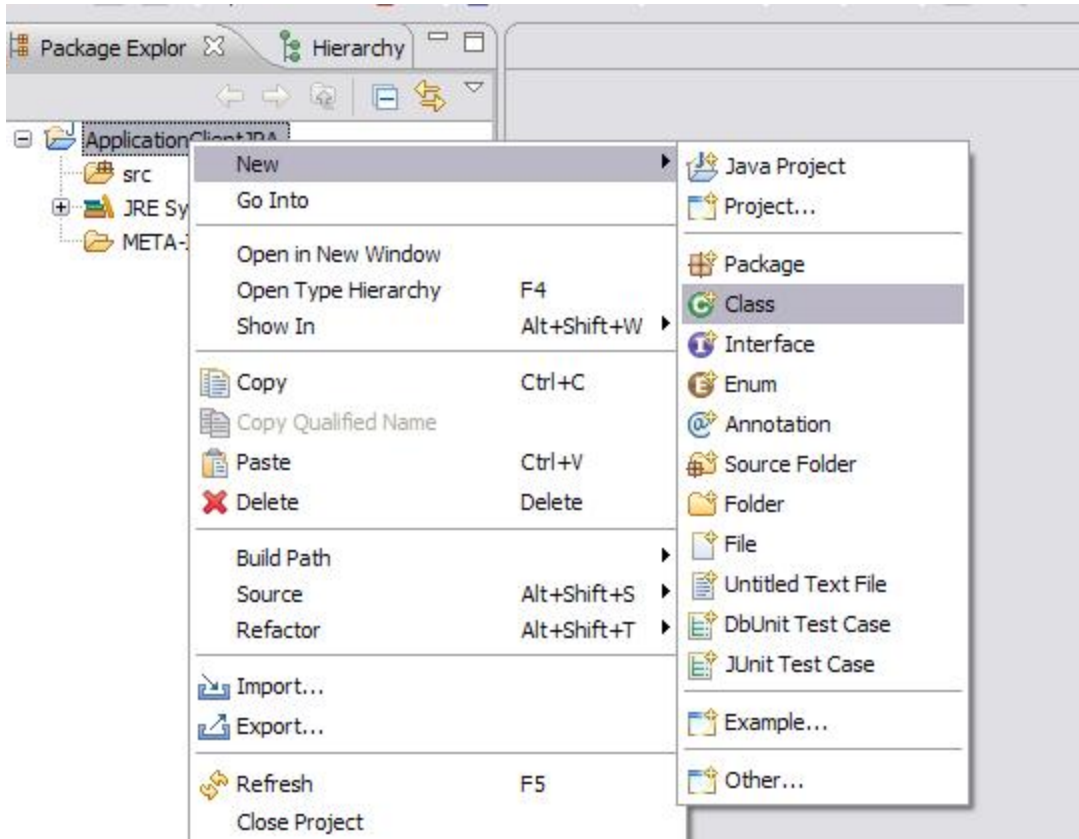 Package Explor
Hierarchy
ApplicationClientJPA
src
JRE Sy
META-
New
Go Into
Open in New Window
Open Type Hierarchy F4
Show In Alt+Shift+W
Copy Ctrl+C
Copy Qualified Name
Paste Ctrl+V
Delete Delete
Build Path
Source Alt+Shift+S
Refactor Alt+Shift+T
Import...
Export...
Refresh F5
Close Project
Java Project
Project...
Package
Class
Interface
Enum
Annotation
Source Folder
Folder
File
Untitled Text File
DbUnit Test Case
JUnit Test Case
Example...
Other...